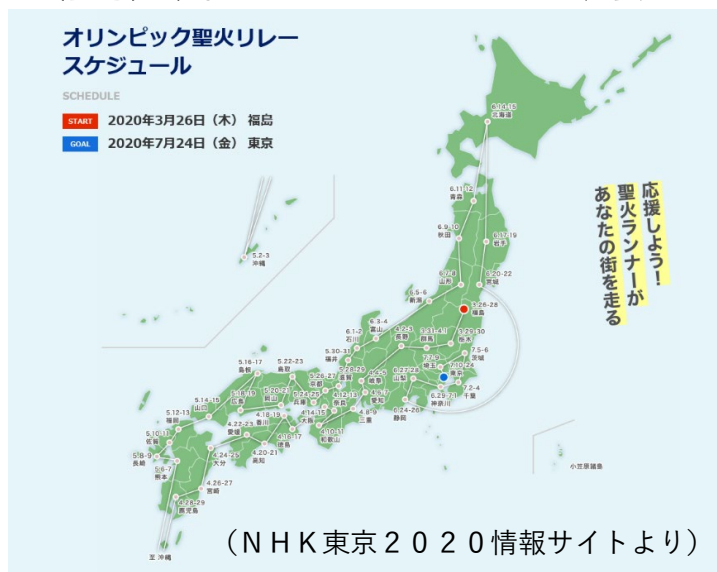 オリンピック聖火リレー
スケジュール
SCHEDULE
START 2020年3月26日（木） 福島
GOAL 2020年7月24日（金） 東京
応援しよう！
聖火ランナーが
あなたの街を走る
6.14-15
北海道
6.11-12
青森
6.9-10
秋田
6.17-19
岩手
6.7-8
山形
6.20-22
宮城
6.5-6
新潟
3.26-28
福島
6.3-4
富山
6.1-2
石川
4.2-3
長野
3.31-4.1
群馬
3.29-30
栃木
7.5-6
茨城
5.30-31
福井
7.7-9
埼玉
7.10-24
東京
5.28-29
滋賀
4.5-6
岐阜
6.27-28
山梨
7.2-4
千葉
6.29-7.1
神奈川
6.24-26
静岡
5.26-27
京都
4.12-13
奈良
4.6-7
愛知
4.8-9
三重
5.22-23
鳥取
5.24-25
兵庫
4.14-15
大阪
4.10-11
和歌山
5.16-17
島根
5.20-21
岡山
5.18-19
広島
4.18-19
香川
4.16-17
徳島
5.14-15
山口
4.22-23
愛媛
4.20-21
高知
5.12-13
福岡
5.10-11
佐賀
5.8-9
長崎
4.24-25
大分
5.6-7
熊本
4.26-27
宮崎
4.28-29
鹿児島
5.2-3
沖縄
至 沖縄
小笠原諸島
（ＮＨＫ東京２０２０情報サイトより）